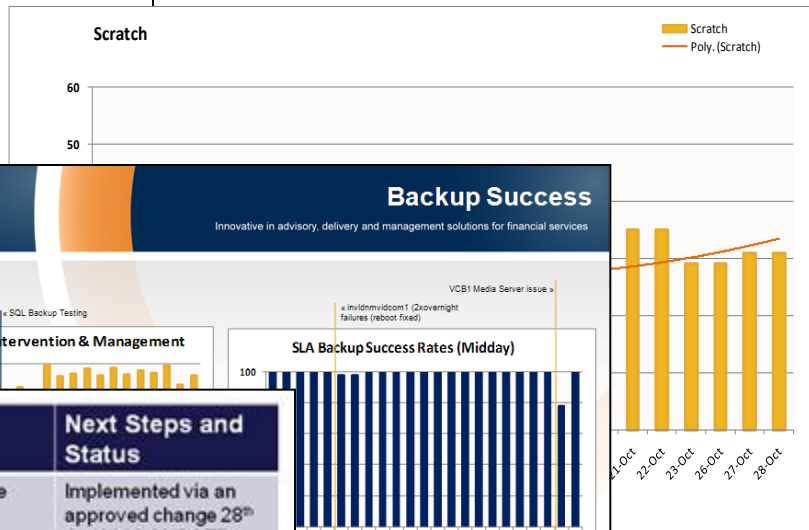 Scratch
Scratch
Poly. (Scratch)
60
50
Backup Success
Innovative in advisory, delivery and management solutions for financial services
VCB1 Media Server issue »
« SQL Backup Testing
« invldnmvidcom1 (2xovernight
failures (reboot fixed)
tervention & Management
SLA Backup Success Rates (Midday)
100
Next Steps and
Status
e
Implemented via an
approved change 28th
21-Oct
22-Oct
23-Oct
26-Oct
27-Oct
28-Oct